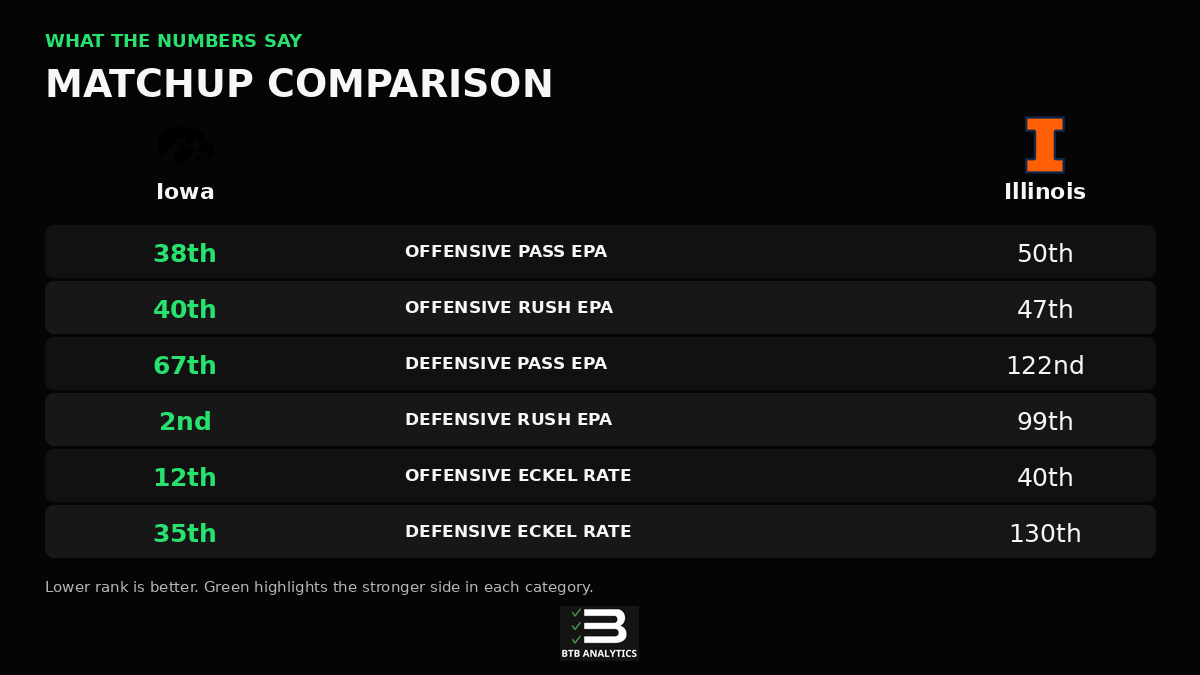 WHAT THE NUMBERS SAY
MATCHUP COMPARISON
I
Iowa Illinois
38th OFFENSIVE PASS EPA 50th
40th OFFENSIVE RUSH EPA 47th
67th DEFENSIVE PASS EPA 122nd
2nd DEFENSIVE RUSH EPA 99th
12th OFFENSIVE ECKEL RATE 40th
35th DEFENSIVE ECKEL RATE 130th
Lower rank is better. Green highlights the stronger side in each category.
B
BTB ANALYTICS